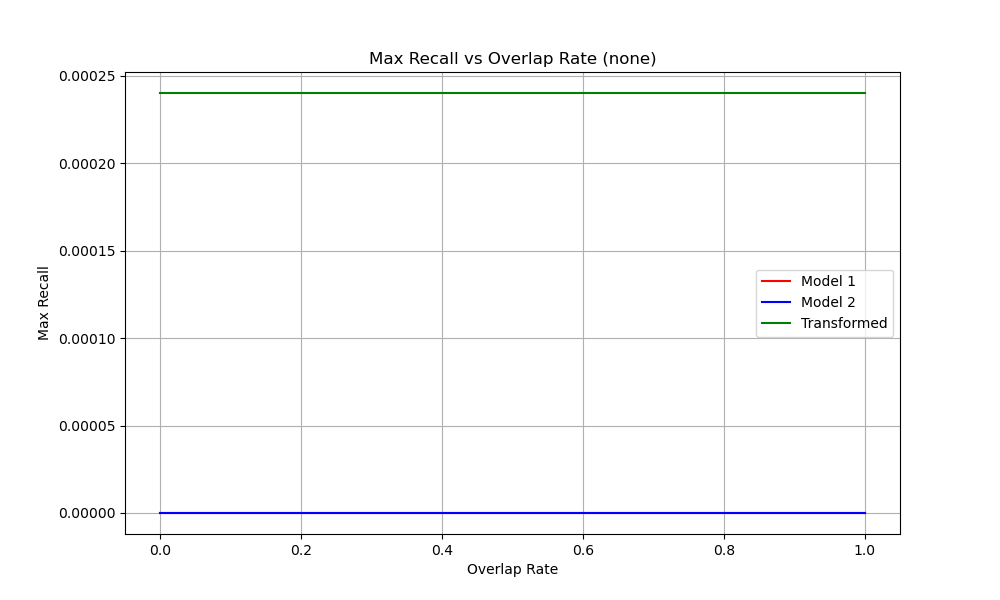 Max Recall vs Overlap Rate (none)
0.00025
0.00020
0.00015
0.00010
0.00005
0.00000
Max Recall
Model 1
Model 2
Transformed
0.0 0.2 0.4 0.6 0.8 1.0
Overlap Rate